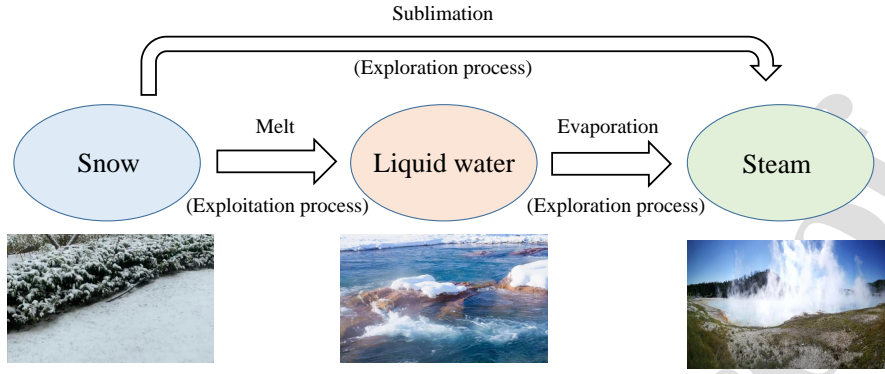 Sublimation
(Exploration process)
Melt
Evaporation
Snow
Liquid water
Steam
(Exploitation process)
(Exploration process)